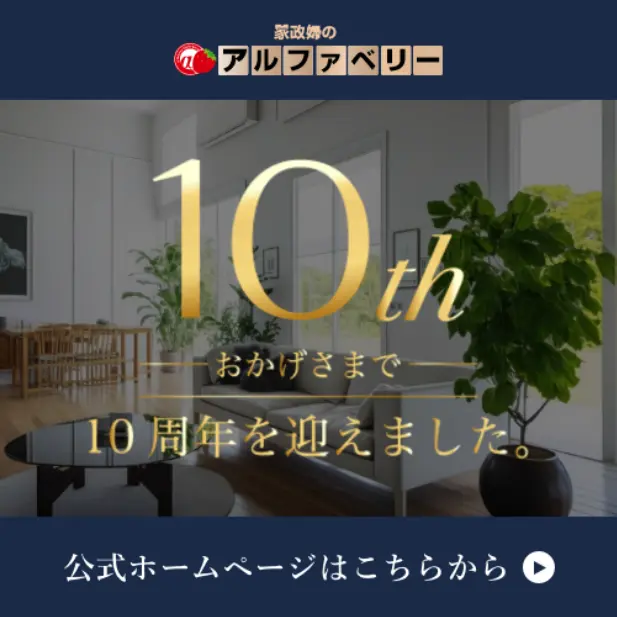 家政婦の
アルファベリー
10th
おかげさまで
10周年を迎えました。
公式ホームページはこちらから